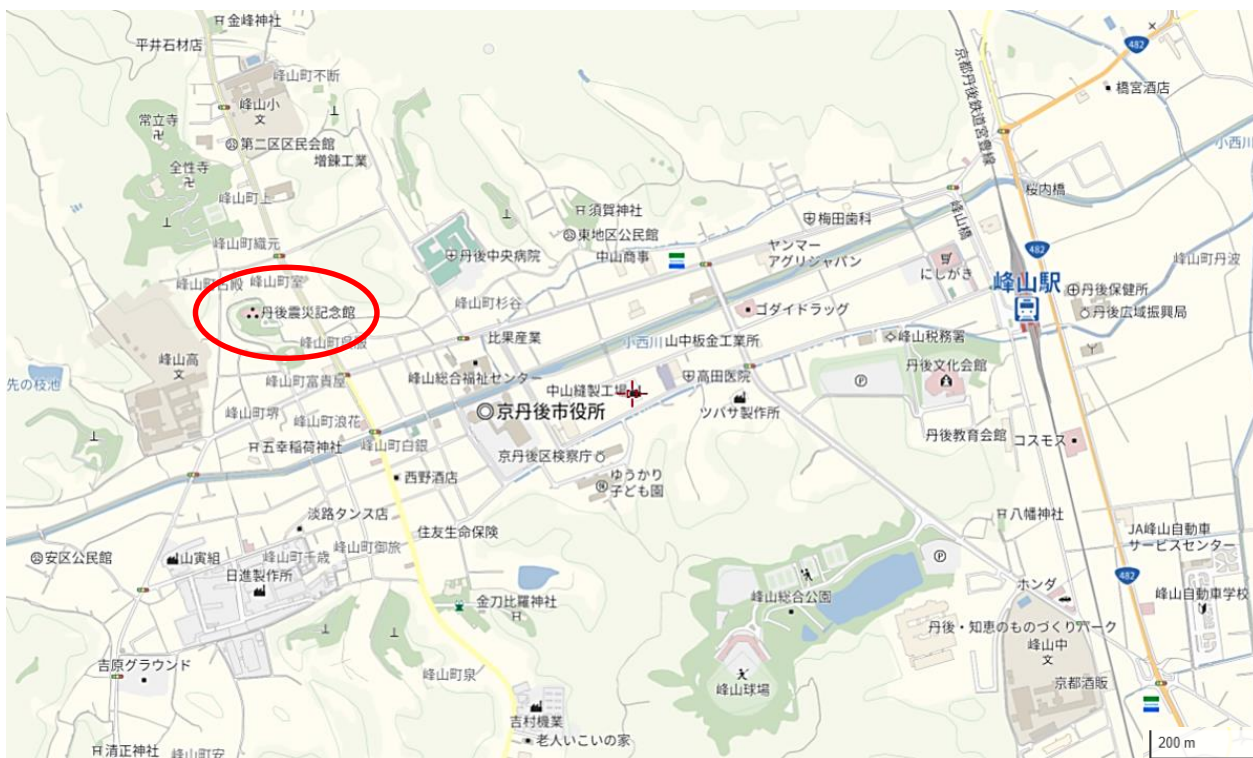 金峰神社
平井石材店
482
京都丹後鉄道宮豊線
橋宮酒店
峰山町不断
峰山小
文
常立寺
第二区区民会館
増錬工業
小西川
全性寺
峰山町上
桜内橋
須賀神社
梅田歯科
峰山橋
東地区公民館
峰山町織元
丹後中央病院
中山商事
ヤンマー
アグリジャパン
482
にしがき
峰山町丹波
峰山町室
峰山駅
丹後保健所
峰山町杉谷
ゴダイドラッグ
丹後震災記念館
丹後広域振興局
比果産業
小西川
山中板金工業所
峰山税務署
峰山高
文
丹後文化会館
先の枝池
峰山町富貴屋
峰山総合福祉センター
高田医院
P
中山縫製工場
ツバサ製作所
峰山町堺
峰山町浪花
京丹後市役所
丹後教育会館
コスモス
五幸稲荷神社
峰山町白銀
京丹後区検察庁
西野酒店
ゆうかり
子ども園
淡路タンス店
八幡神社
住友生命保険
JA峰山自動車
サービスセンター
安区公民館
山寅組
峰山町千歳
峰山町御旅
P
日進製作所
482
ホンダ
峰山総合公園
峰山自動車学校
金刀比羅神社
丹後・知恵のものづくりパーク
峰山中
文
吉原グラウンド
峰山町泉
京都酒販
峰山球場
吉村機業
老人いこいの家
200 m
清正神社
峰山町安